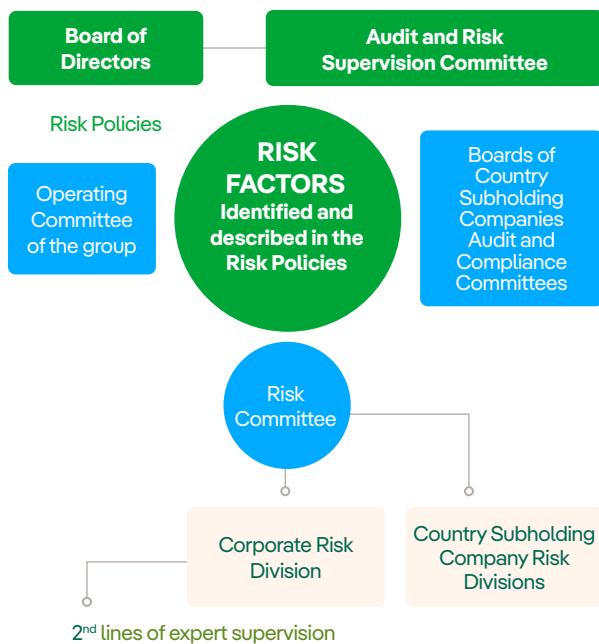 Board of
Directors
Audit and Risk
Supervision Committee
Risk Policies
Operating
Committee
of the group
RISK
FACTORS
Identified and
described in the
Risk Policies
Boards of
Country
Subholding
Companies
Audit and
Compliance
Committees
Risk
Committee
Corporate Risk
Division
Country Subholding
Company Risk
Divisions
2nd lines of expert supervision